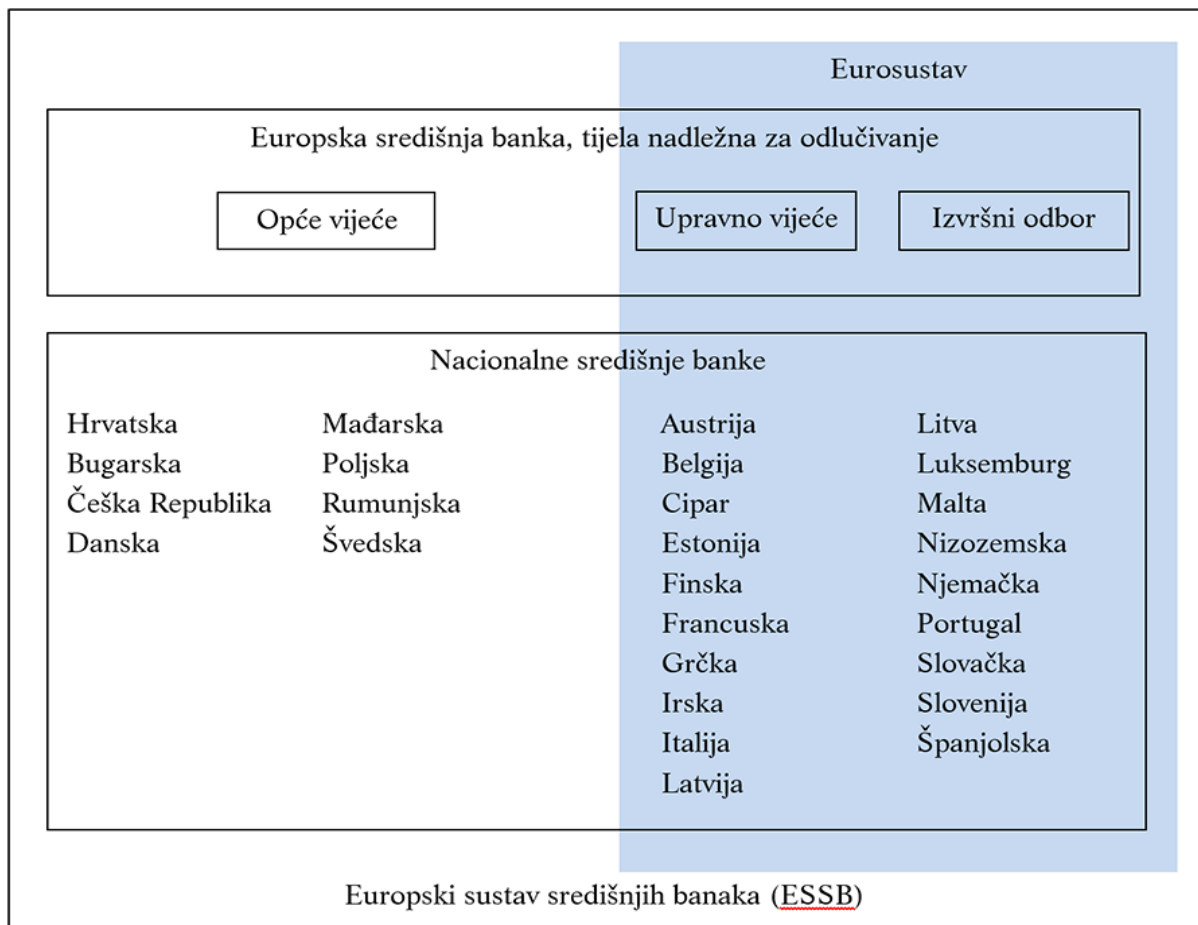 Eurosustav
Europska središnja banka, tijela nadležna za odlučivanje
Opće vijeće
Upravno vijeće
Izvršni odbor
Nacionalne središnje banke
Hrvatska
Bugarska
Češka Republika
Danska
Mađarska
Poljska
Rumunjska
Švedska
Austrija
Belgija
Cipar
Estonija
Finska
Francuska
Grčka
Irska
Italija
Latvija
Litva
Luksemburg
Malta
Nizozemska
Njemačka
Portugal
Slovačka
Slovenija
Španjolska
Europski sustav središnjih banaka (ESSB)